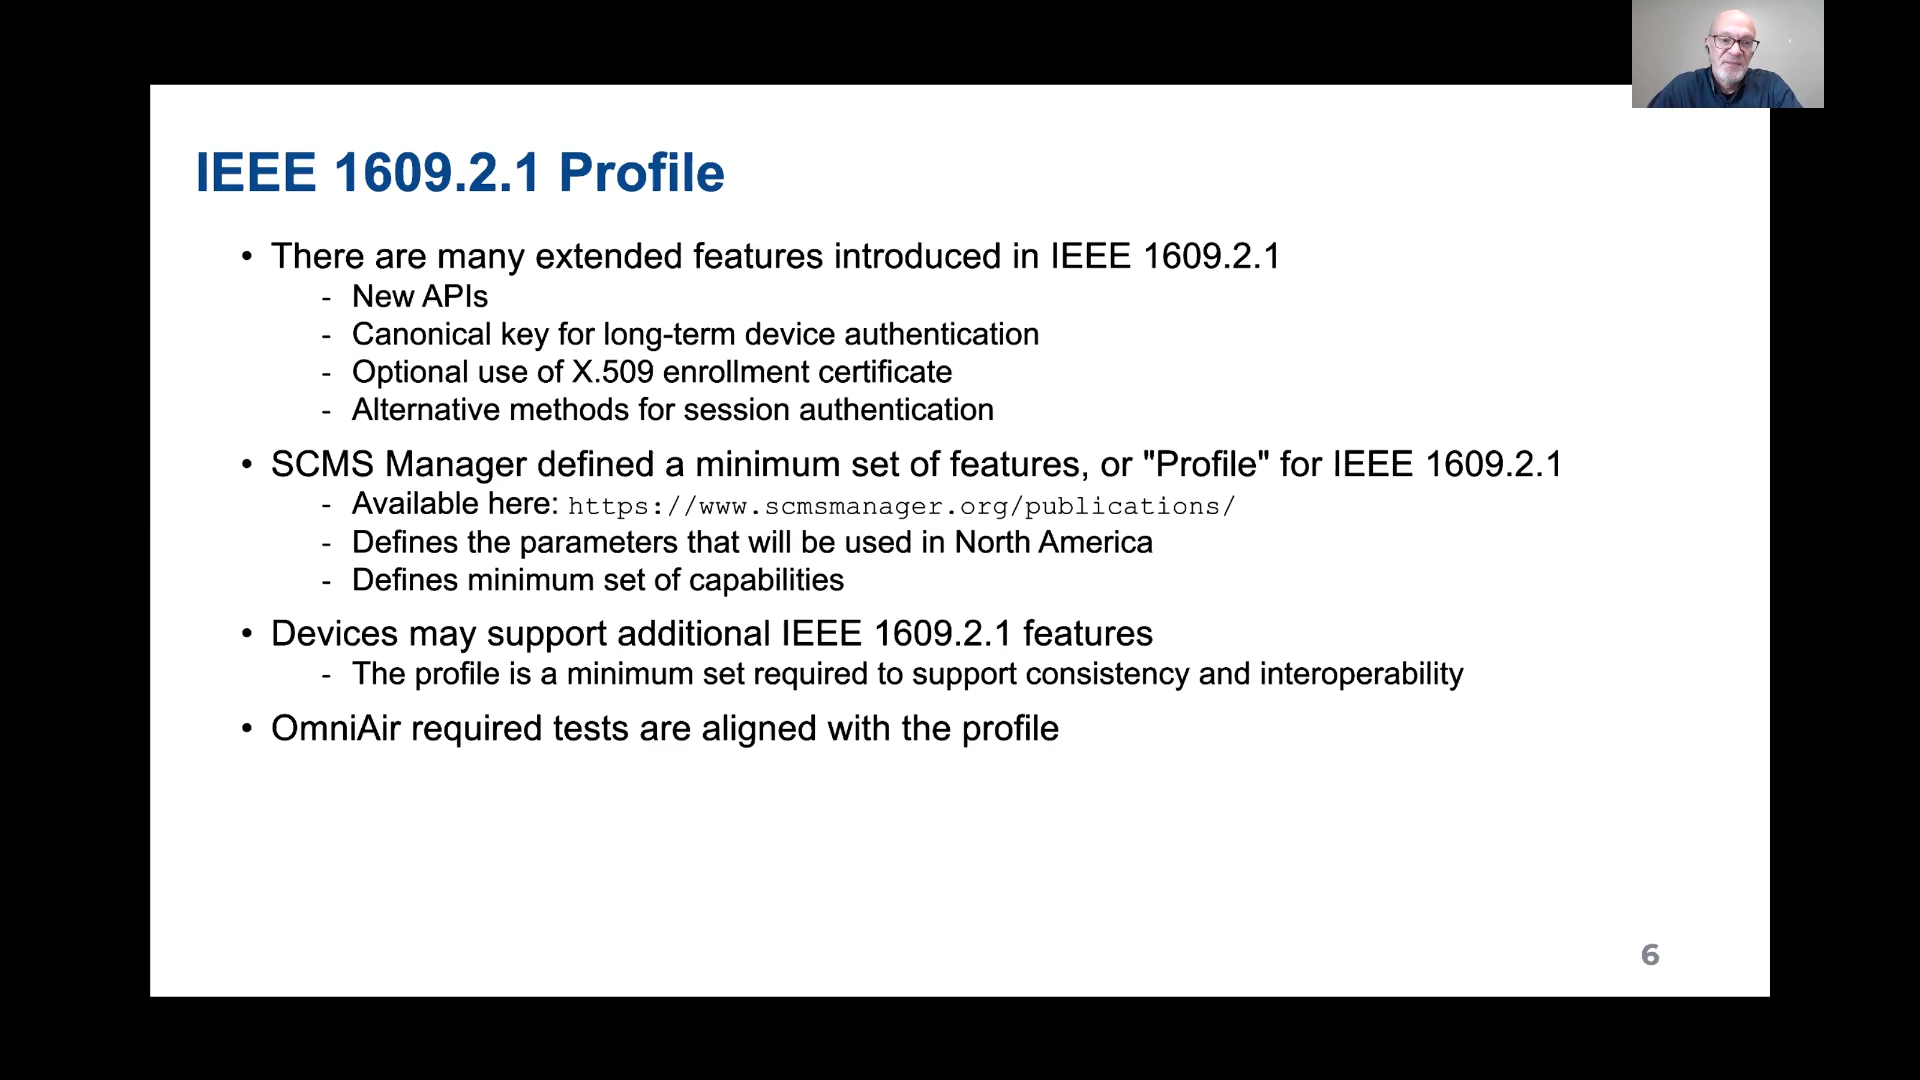 IEEE 1609.2.1 Profile
• There are many extended features introduced in IEEE 1609.2.1
- New APIs
- Canonical key for long-term device authentication
- Optional use of X.509 enrollment certificate
- Alternative methods for session authentication
• SCMS Manager defined a minimum set of features, or "Profile" for IEEE 1609.2.1
- Available here: https://www.scmsmanager.org/publications/
- Defines the parameters that will be used in North America
- Defines minimum set of capabilities
• Devices may support additional IEEE 1609.2.1 features
- The profile is a minimum set required to support consistency and interoperability
• OmniAir required tests are aligned with the profile
6